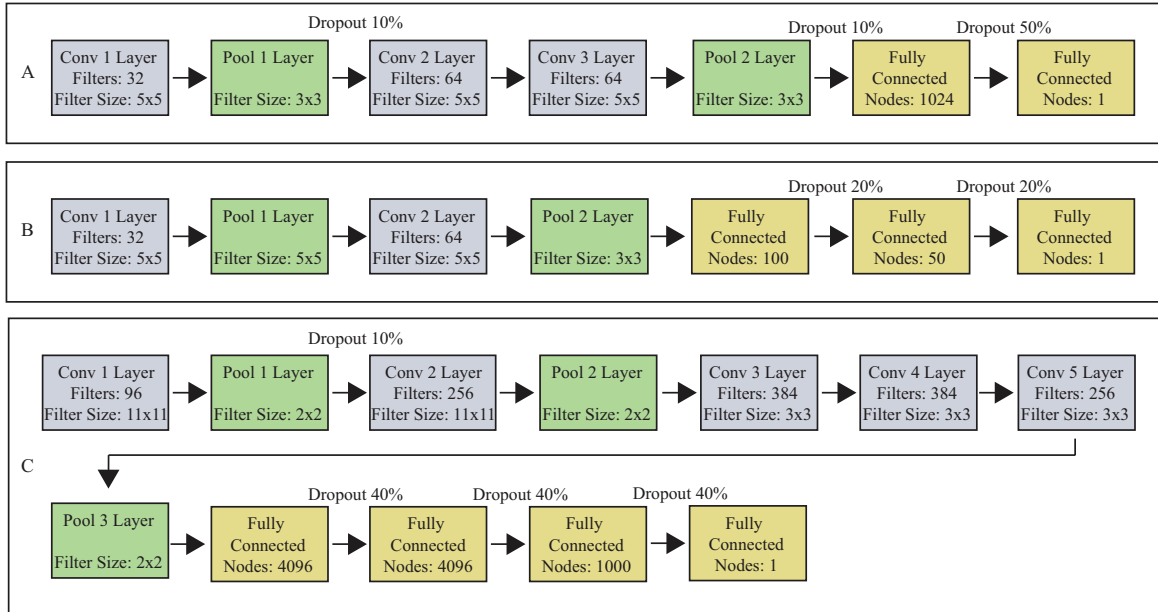 Dropout 10%
Dropout 10%
Dropout 50%
A
Conv 1 Layer
Filters: 32
Filter Size: 5x5
Pool 1 Layer
Filter Size: 3x3
Conv 2 Layer
Filters: 64
Filter Size: 5x5
Conv 3 Layer
Filters: 64
Filter Size: 5x5
Pool 2 Layer
Filter Size: 3x3
Fully
Connected
Nodes: 1024
Fully
Connected
Nodes: 1
Dropout 20%
Dropout 20%
B
Conv 1 Layer
Filters: 32
Filter Size: 5x5
Pool 1 Layer
Filter Size: 5x5
Conv 2 Layer
Filters: 64
Filter Size: 5x5
Pool 2 Layer
Filter Size: 3x3
Fully
Connected
Nodes: 100
Fully
Connected
Nodes: 50
Fully
Connected
Nodes: 1
Dropout 10%
Conv 1 Layer
Filters: 96
Filter Size: 11x11
Pool 1 Layer
Filter Size: 2x2
Conv 2 Layer
Filters: 256
Filter Size: 11x11
Pool 2 Layer
Filter Size: 2x2
Conv 3 Layer
Filters: 384
Filter Size: 3x3
Conv 4 Layer
Filters: 384
Filter Size: 3x3
Conv 5 Layer
Filters: 256
Filter Size: 3x3
C
Dropout 40%
Dropout 40%
Dropout 40%
Pool 3 Layer
Filter Size: 2x2
Fully
Connected
Nodes: 4096
Fully
Connected
Nodes: 4096
Fully
Connected
Nodes: 1000
Fully
Connected
Nodes: 1